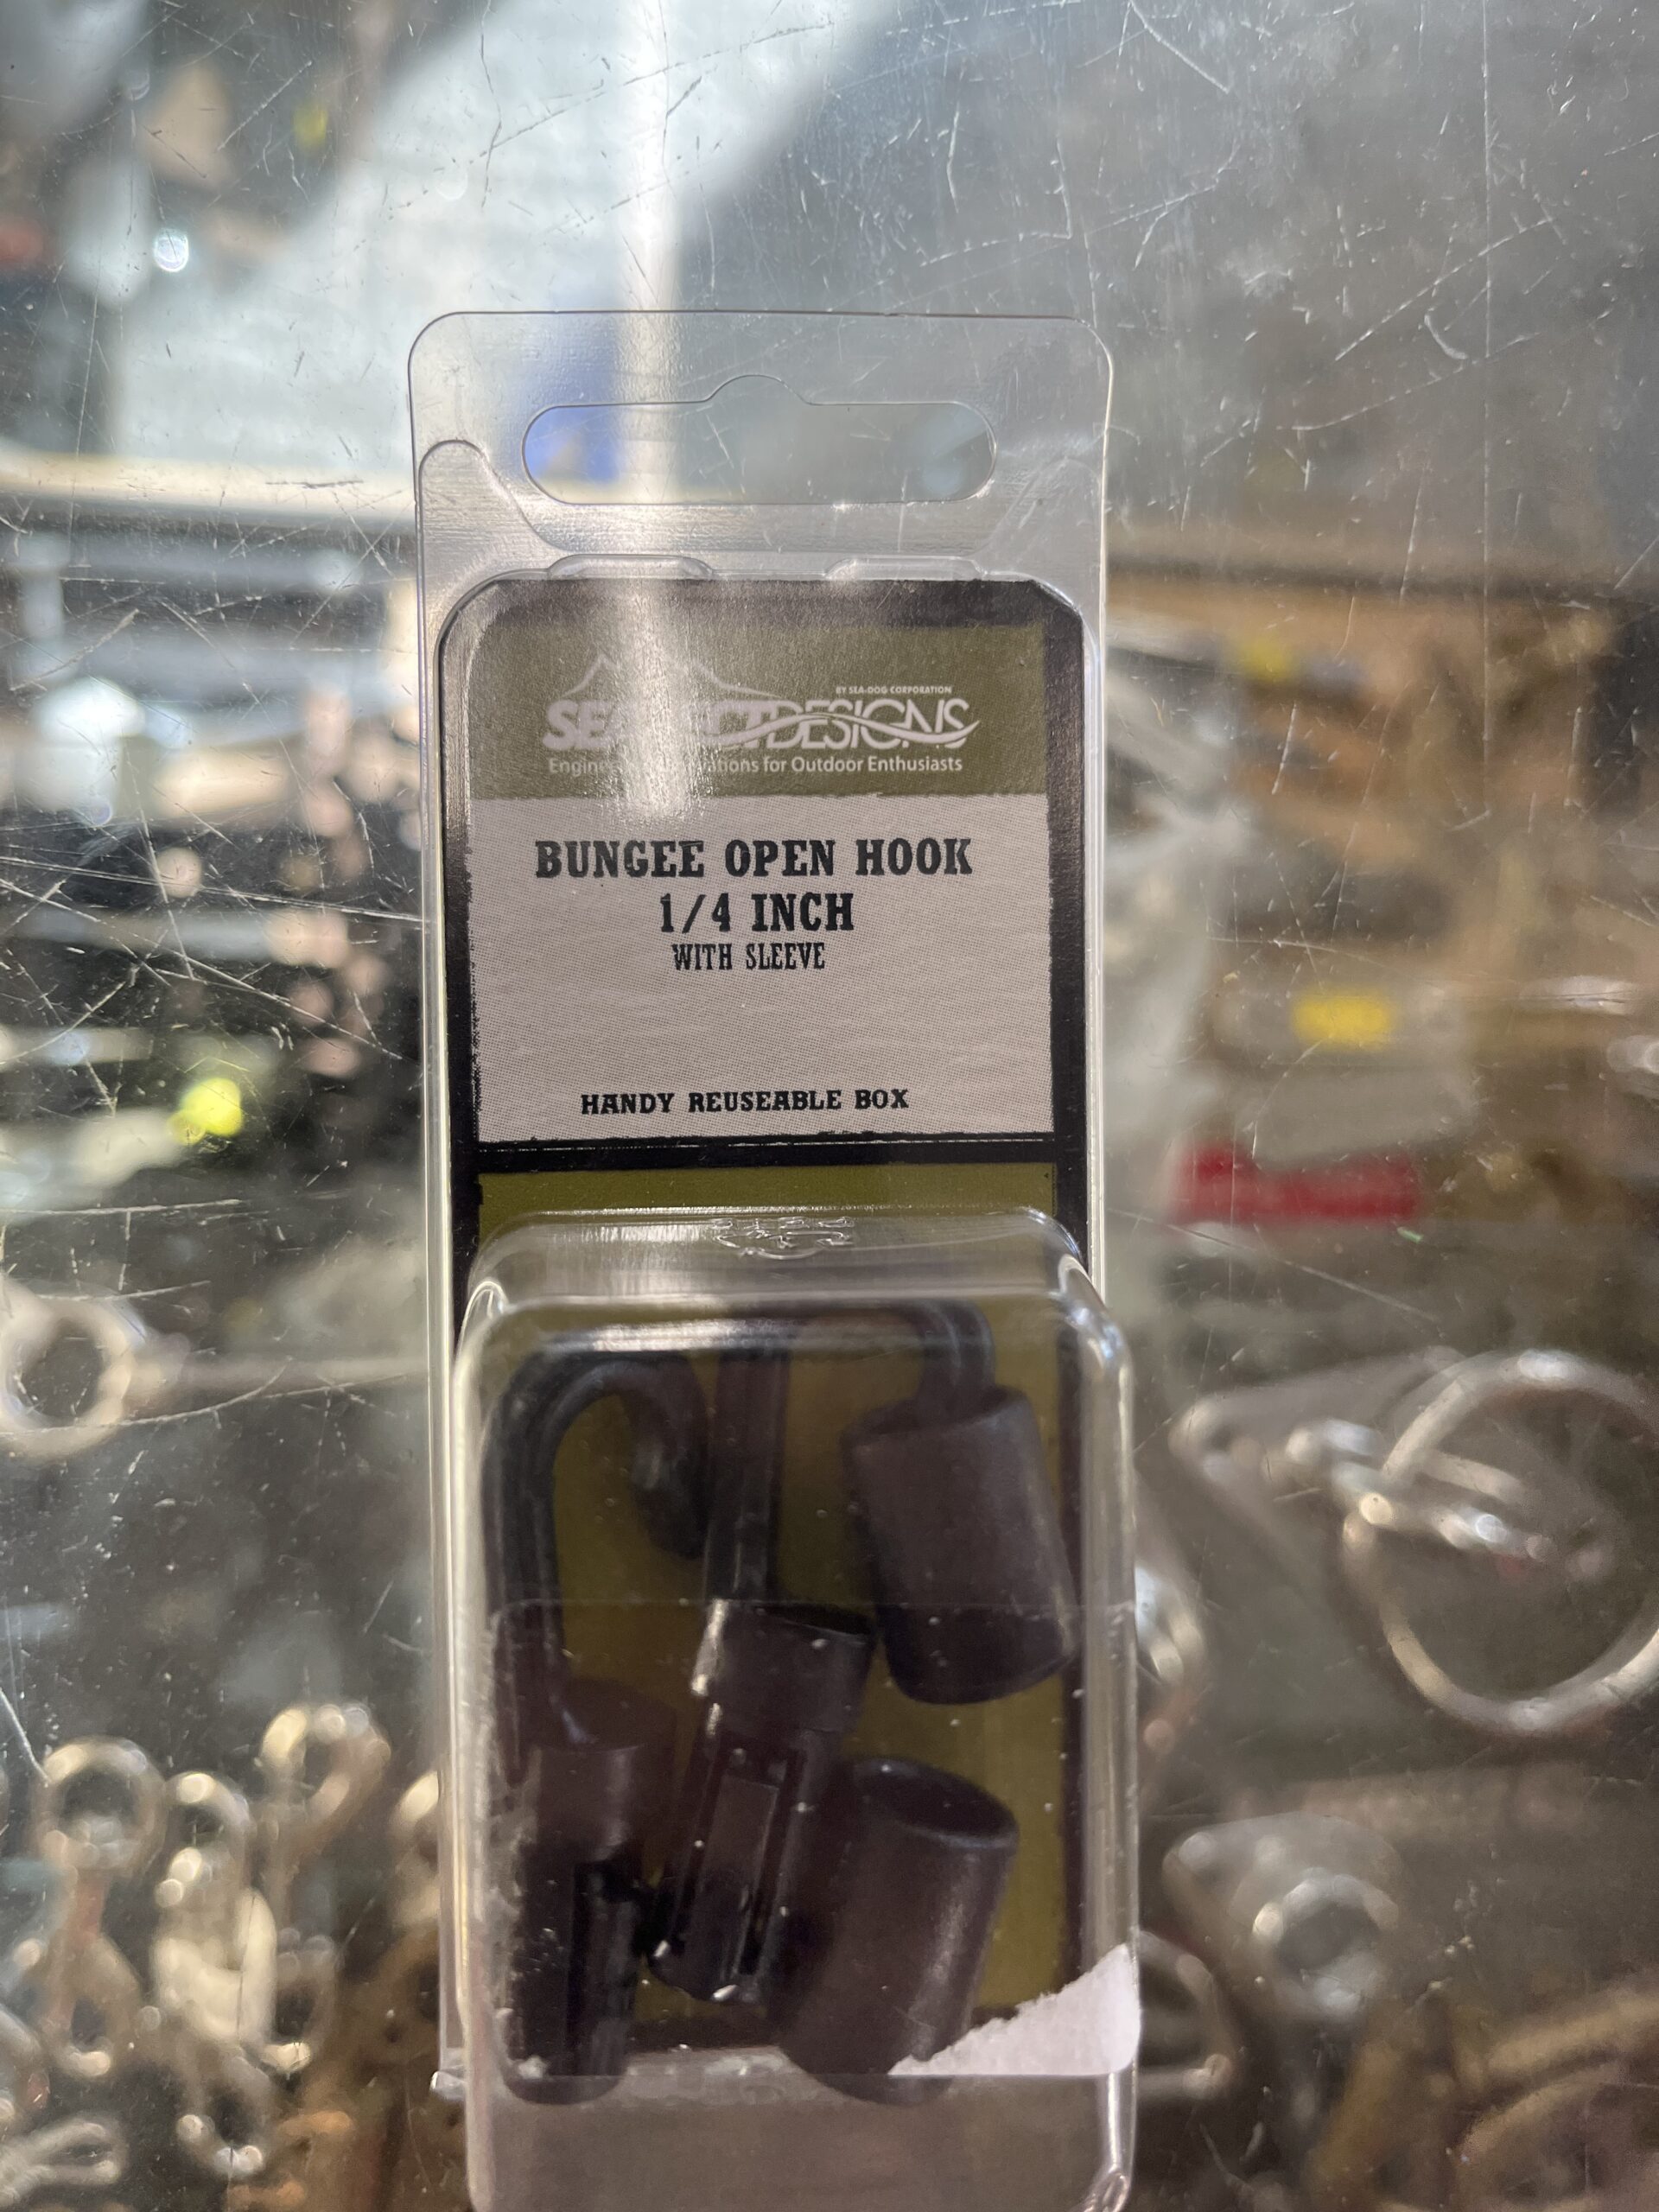 BY SEA-DOG CORPORATION
DESIGNS
for Outdoor Enthusiasts
BUNGEE OPEN HOOK
1/4 INCH
WITH SLEEVE
HANDY REUSEABLE BOX